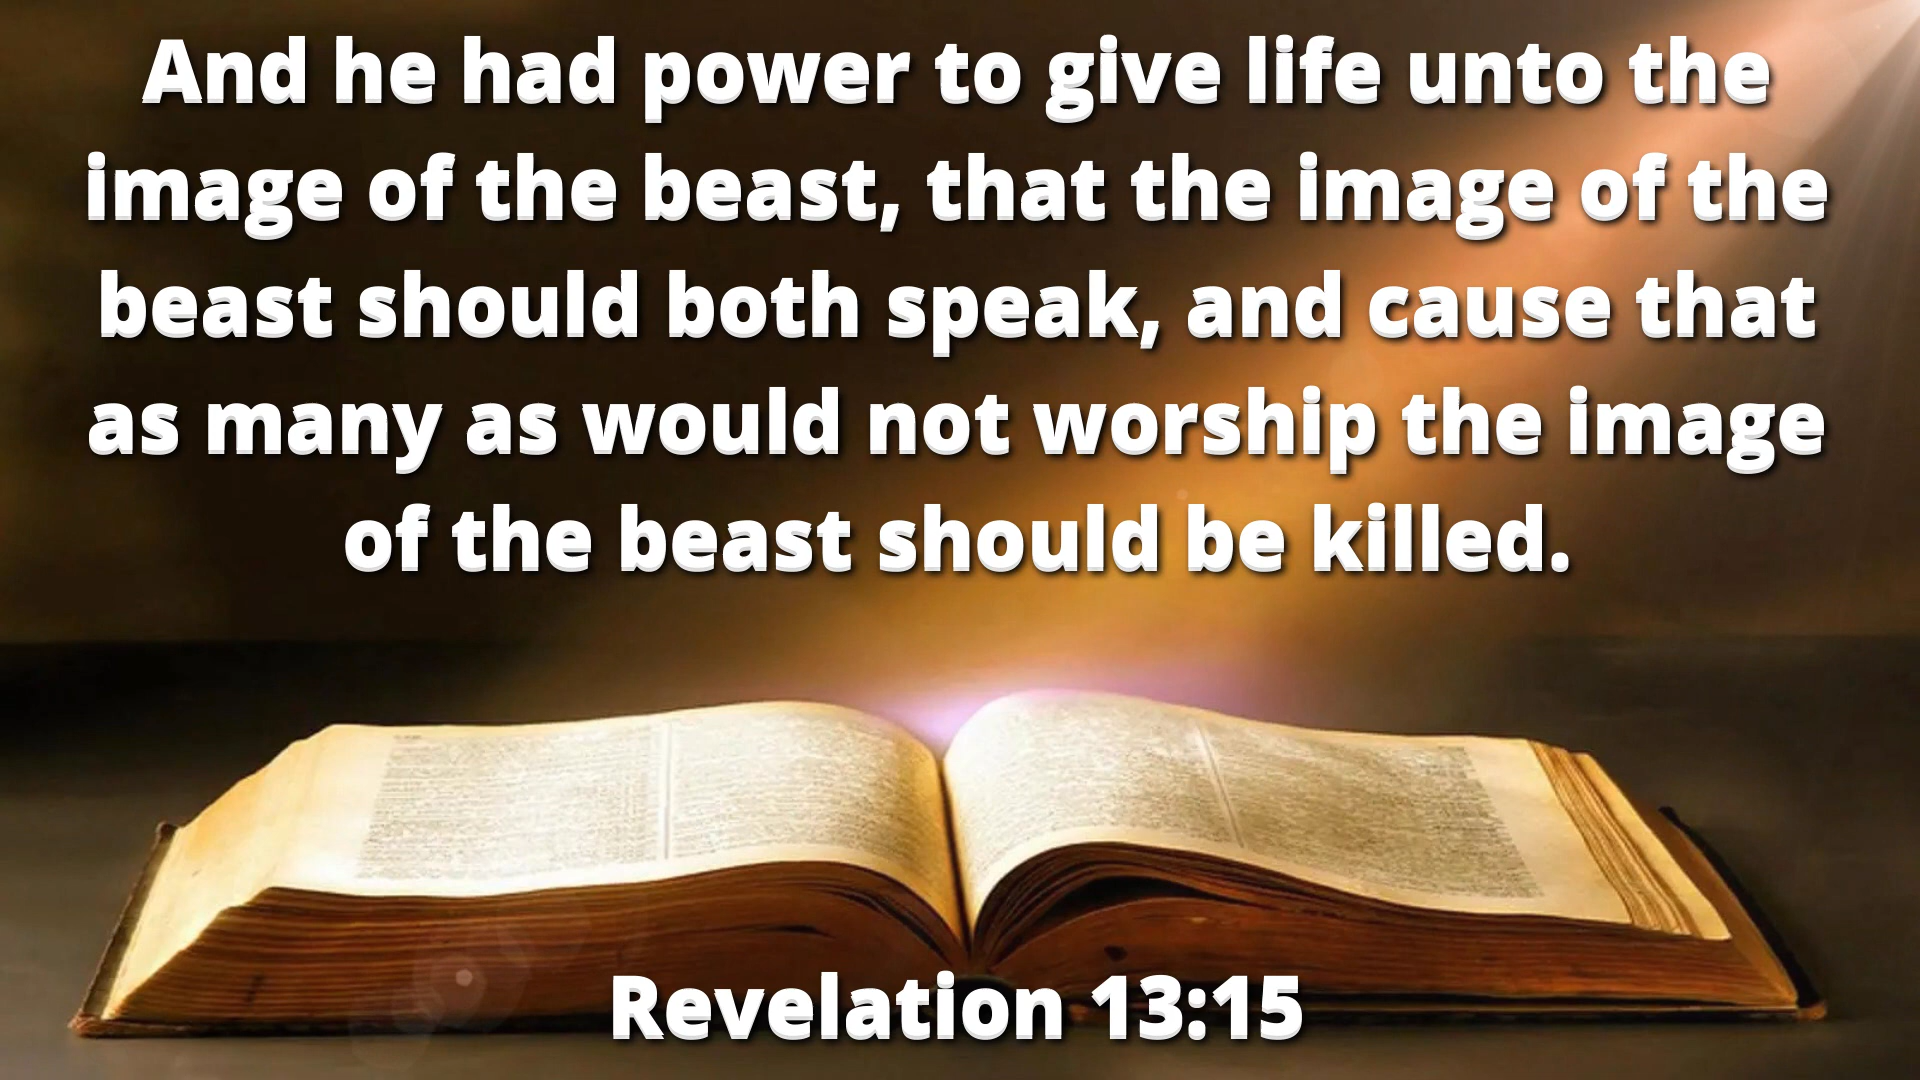 And he had power to give life unto the
image of the beast, that the image of the
beast should both speak, and cause that
as many as would not worship the image
of the beast should be killed.
Revelation 13:15